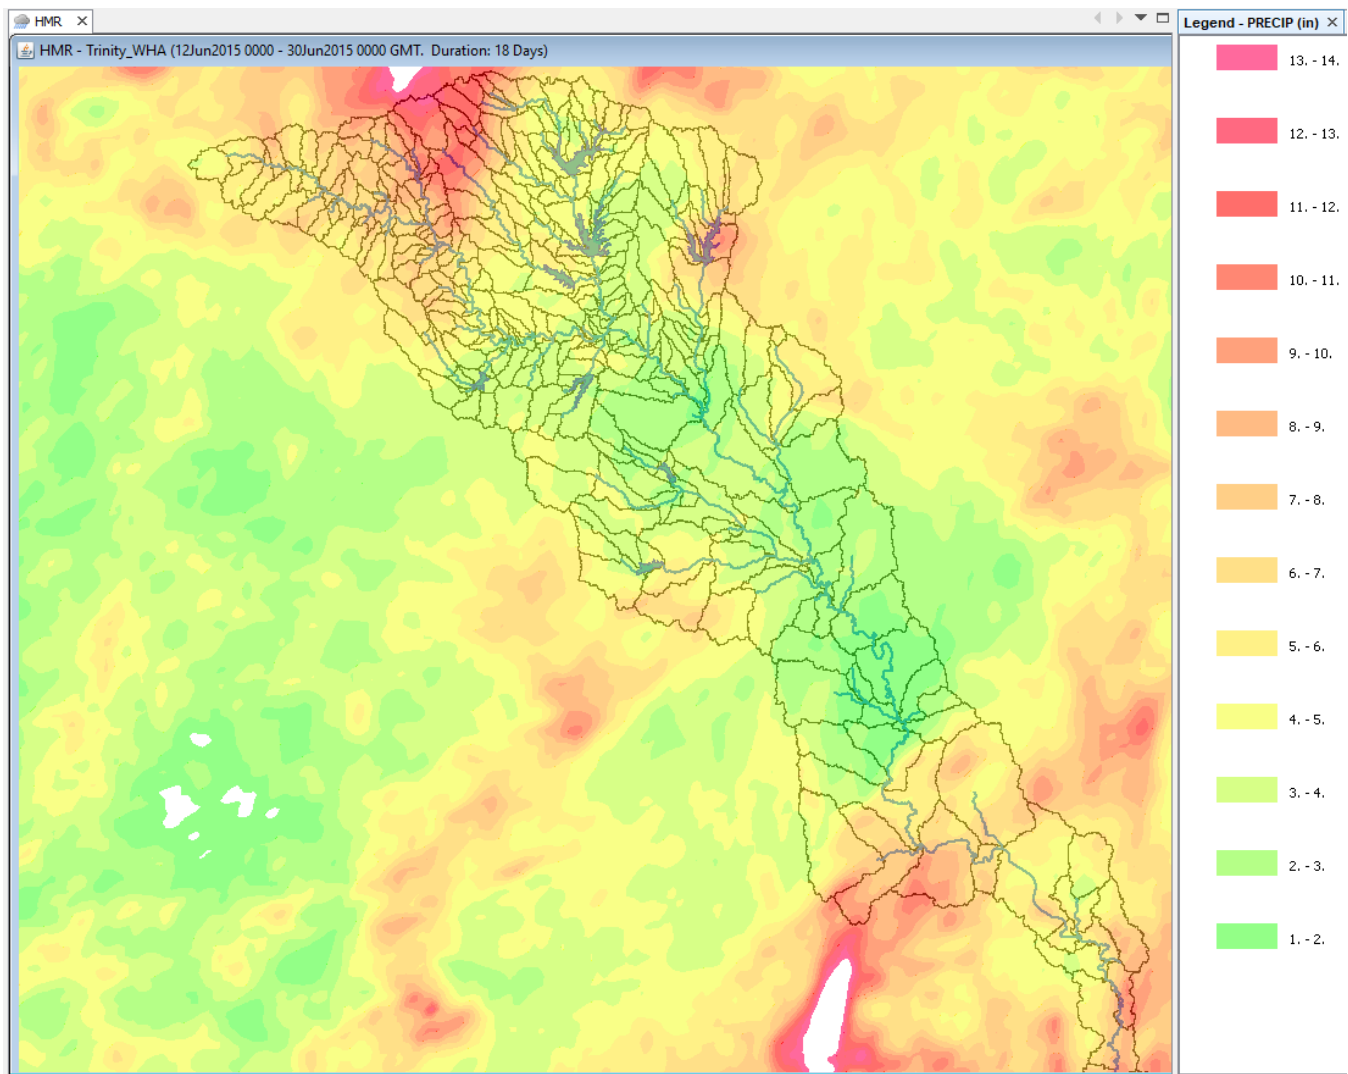 HMR
Legend - PRECIP (in)
HMR - Trinity_WHA (12Jun2015 0000 - 30Jun2015 0000 GMT.  Duration: 18 Days)
13. - 14.
12. - 13.
11. - 12.
10. - 11.
9. - 10.
8. - 9.
7. - 8.
6. - 7.
5. - 6.
4. - 5.
3. - 4.
2. - 3.
1. - 2.